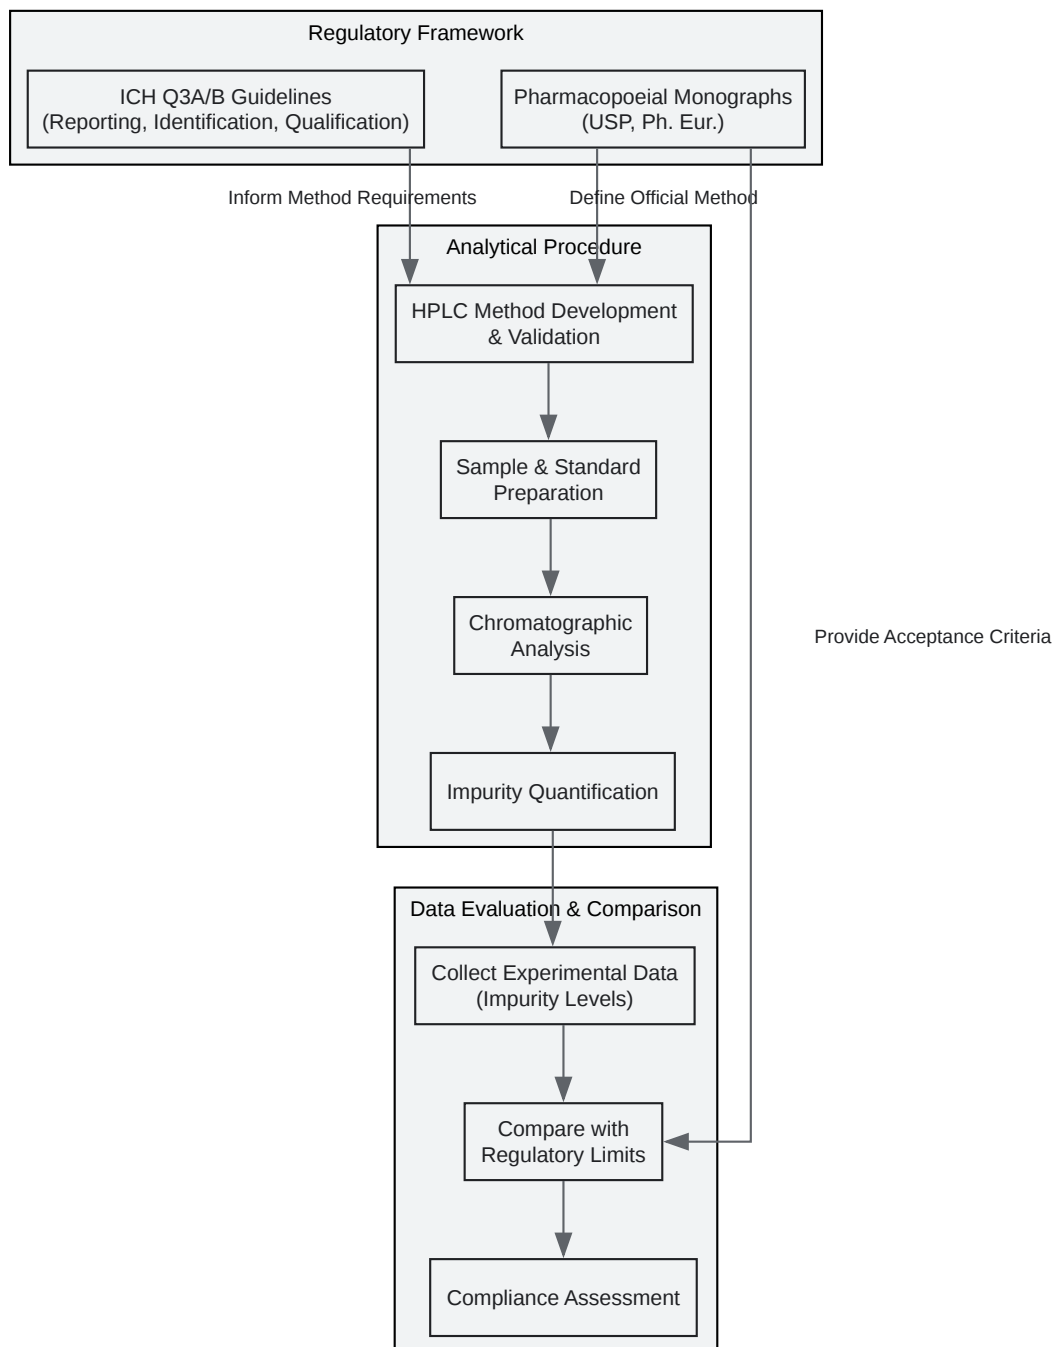 Regulatory Framework
ICH Q3A/B Guidelines
(Reporting, Identification, Qualification)
Pharmacopoeial Monographs
(USP, Ph. Eur.)
Inform Method Requirements
Define Official Method
Analytical Procedure
HPLC Method Development
& Validation
Sample & Standard
Preparation
Chromatographic
Analysis
Provide Acceptance Criteria
Impurity Quantification
Data Evaluation & Comparison
Collect Experimental Data
(Impurity Levels)
Compare with
Regulatory Limits
Compliance Assessment